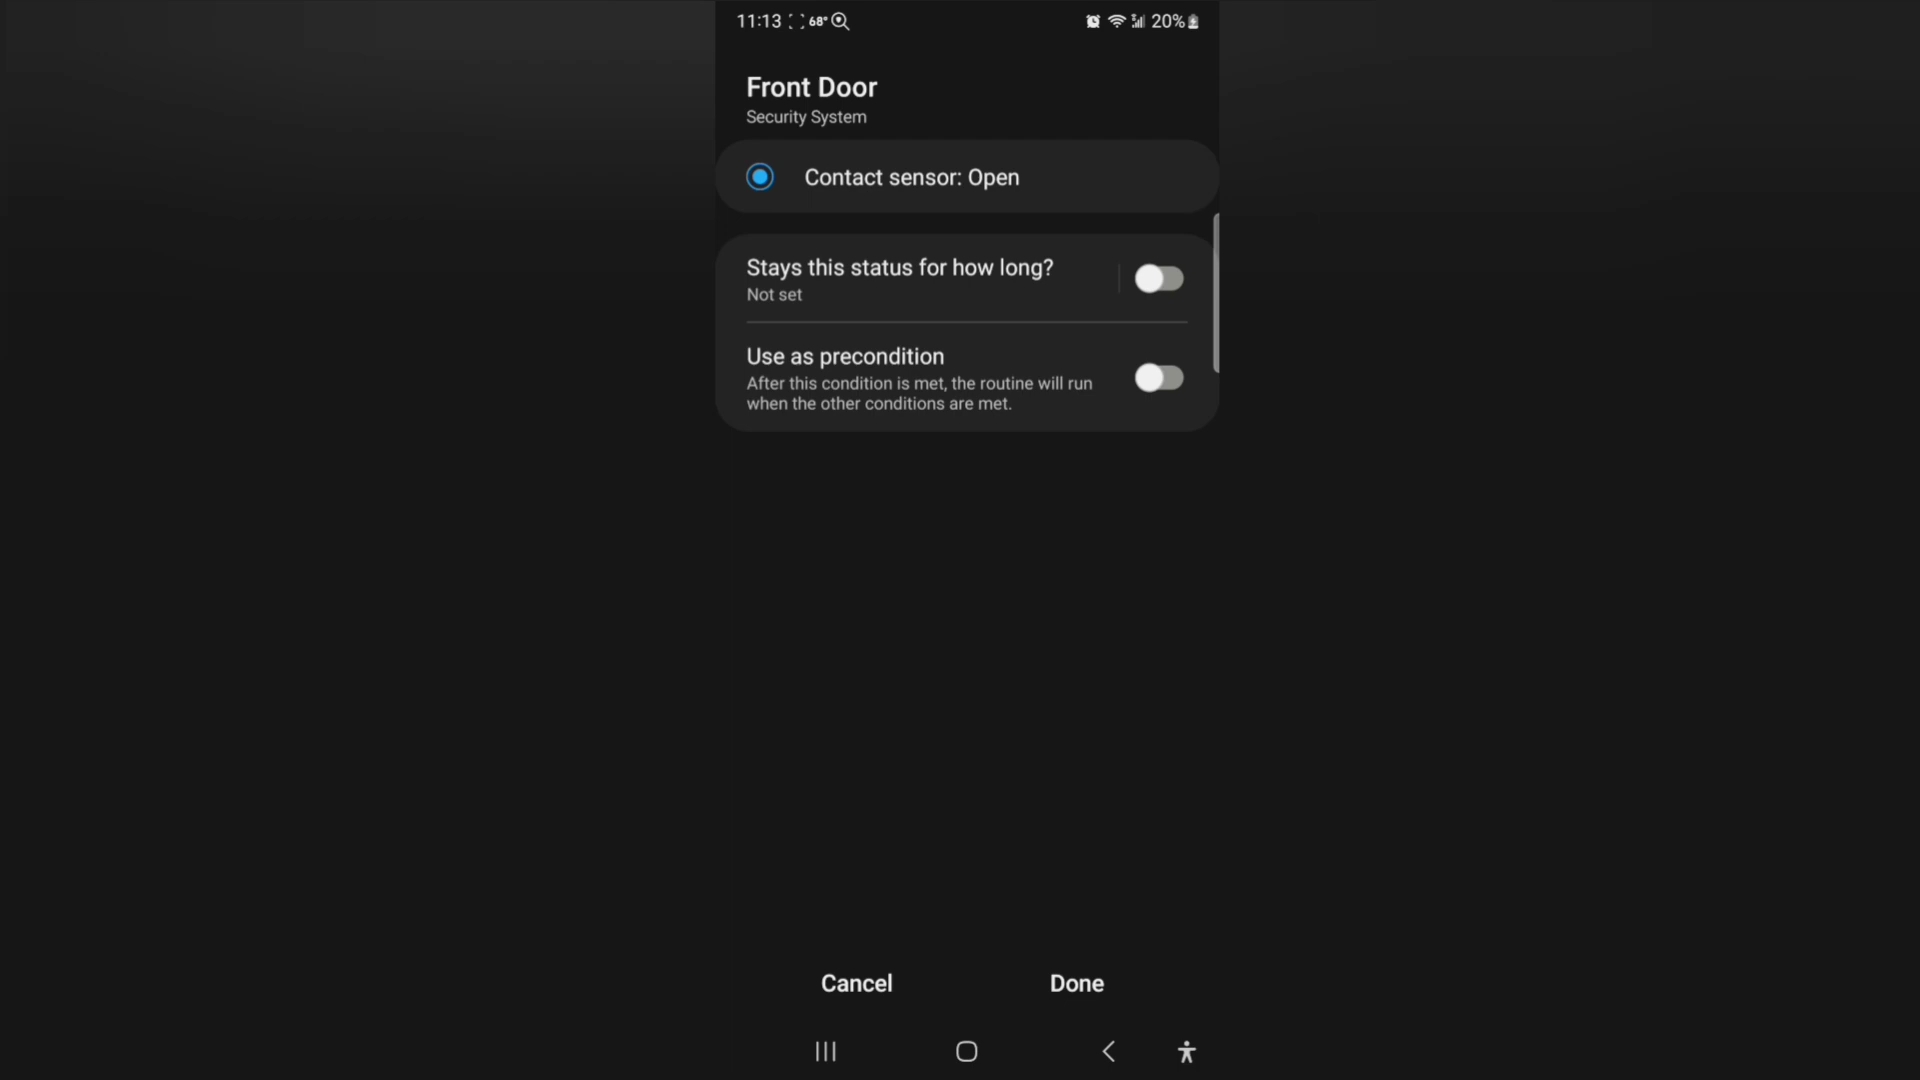 11:13 68° 20%
Front Door
Security System
Contact sensor: Open
Stays this status for how long?
Not set
Use as precondition
After this condition is met, the routine will run
when the other conditions are met.
Cancel Done